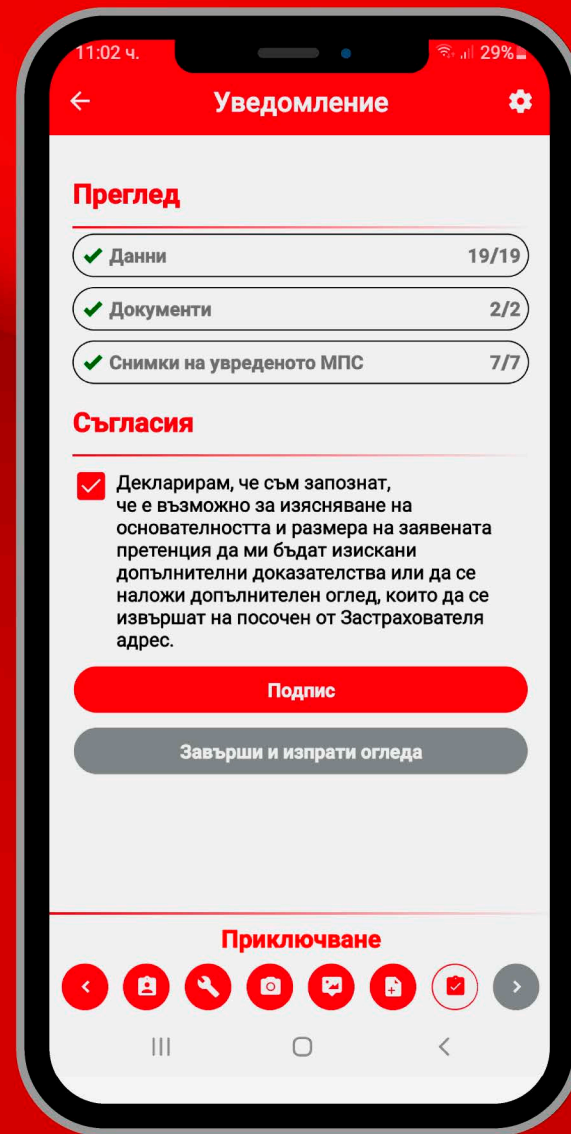 11:02 ч.
29%
Уведомление
Преглед
Данни 19/19
Документи 2/2
Снимки на увреденото МПС 7/7
Съгласия
Декларирам, че съм запознат,
че е възможно за изясняване на
основателността и размера на заявената
претенция да ми бъдат изискани
допълнителни доказателства или да се
наложи допълнителен оглед, които да се
извършат на посочен от Застрахователя
адрес.
Подпис
Завърши и изпрати огледа
Приключване